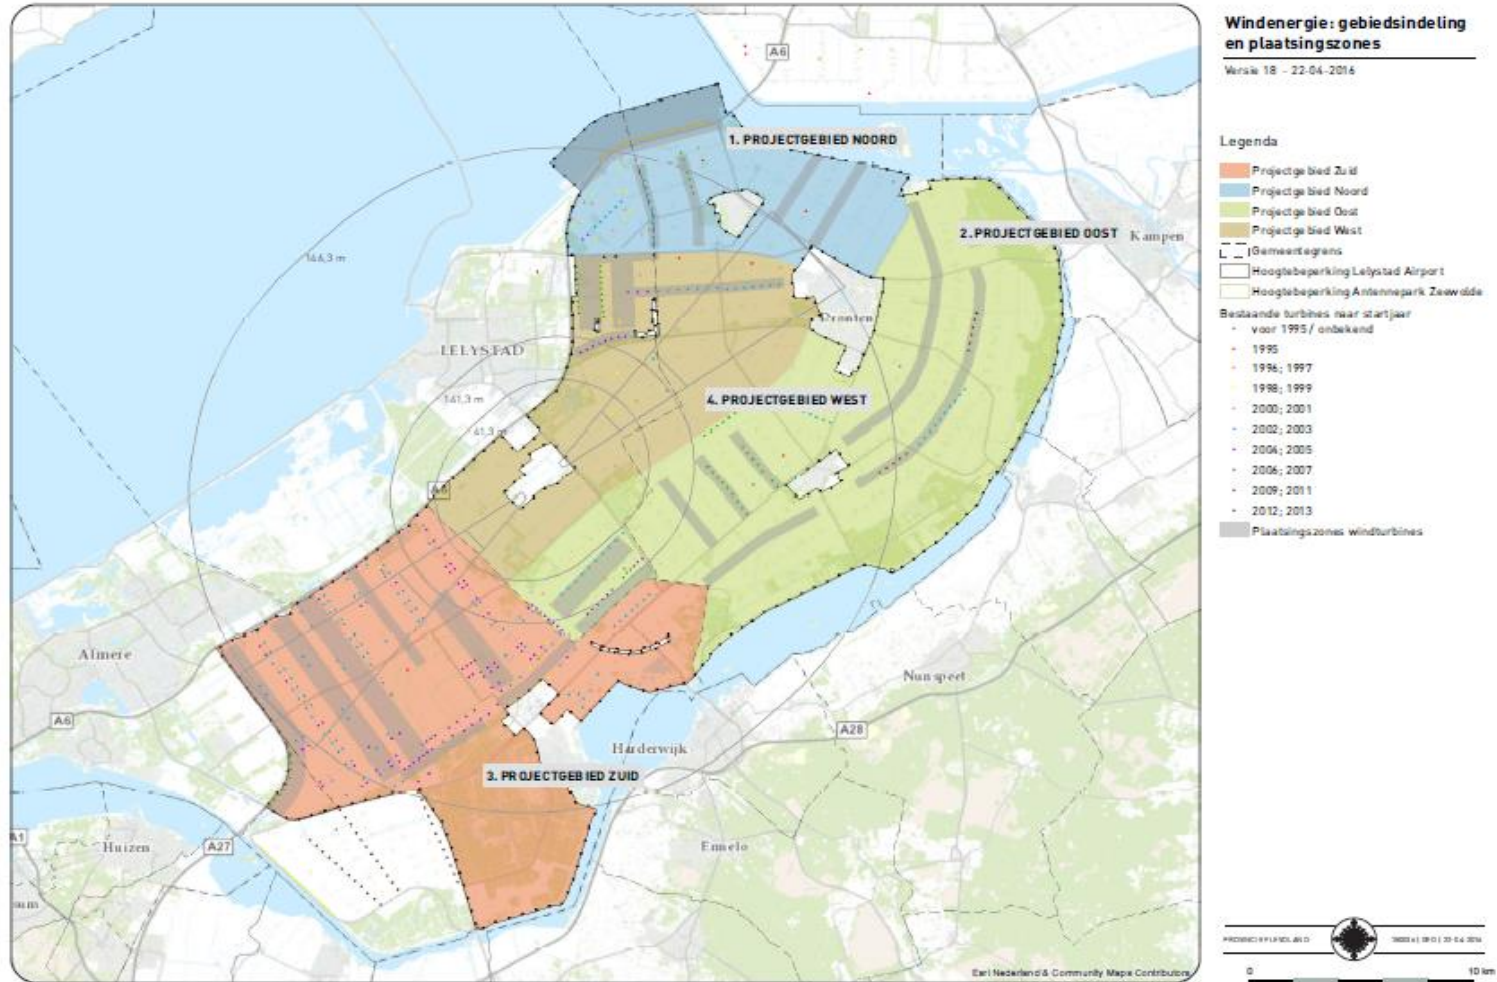 Windenergie: gebiedsindeling
en plaatsingszones
Versie 18 - 22-04-2016
Legenda
Projectgebied Zuid
Projectgebied Noord
Projectgebied Oost
Projectgebied West
Gemeentegrens
Hoogtebeperking Lelystad Airport
Hoogtebeperking Antennepark Zeewolde
Bestaande turbines naar startjaar
voor 1995 / onbekend
1995
1996; 1997
1998; 1999
2000; 2001
2002; 2003
2004; 2005
2006; 2007
2009; 2011
2012; 2013
Plaatsingszones windturbines
A6
1. PROJECTGEBIED NOORD
2. PROJECTGEBIED OOST
Kampen
146,3 m
Dronten
LELYSTAD
141,3 m
4. PROJECTGEBIED WEST
41,3 m
A6
Almere
Nunspeet
A6
A28
Harderwijk
3. PROJECTGEBIED ZUID
A1
Huizen
A27
Ermelo
sum
Esri Nederland & Community Maps Contributors
PROVINCIE FLEVOLAND
0
10 km